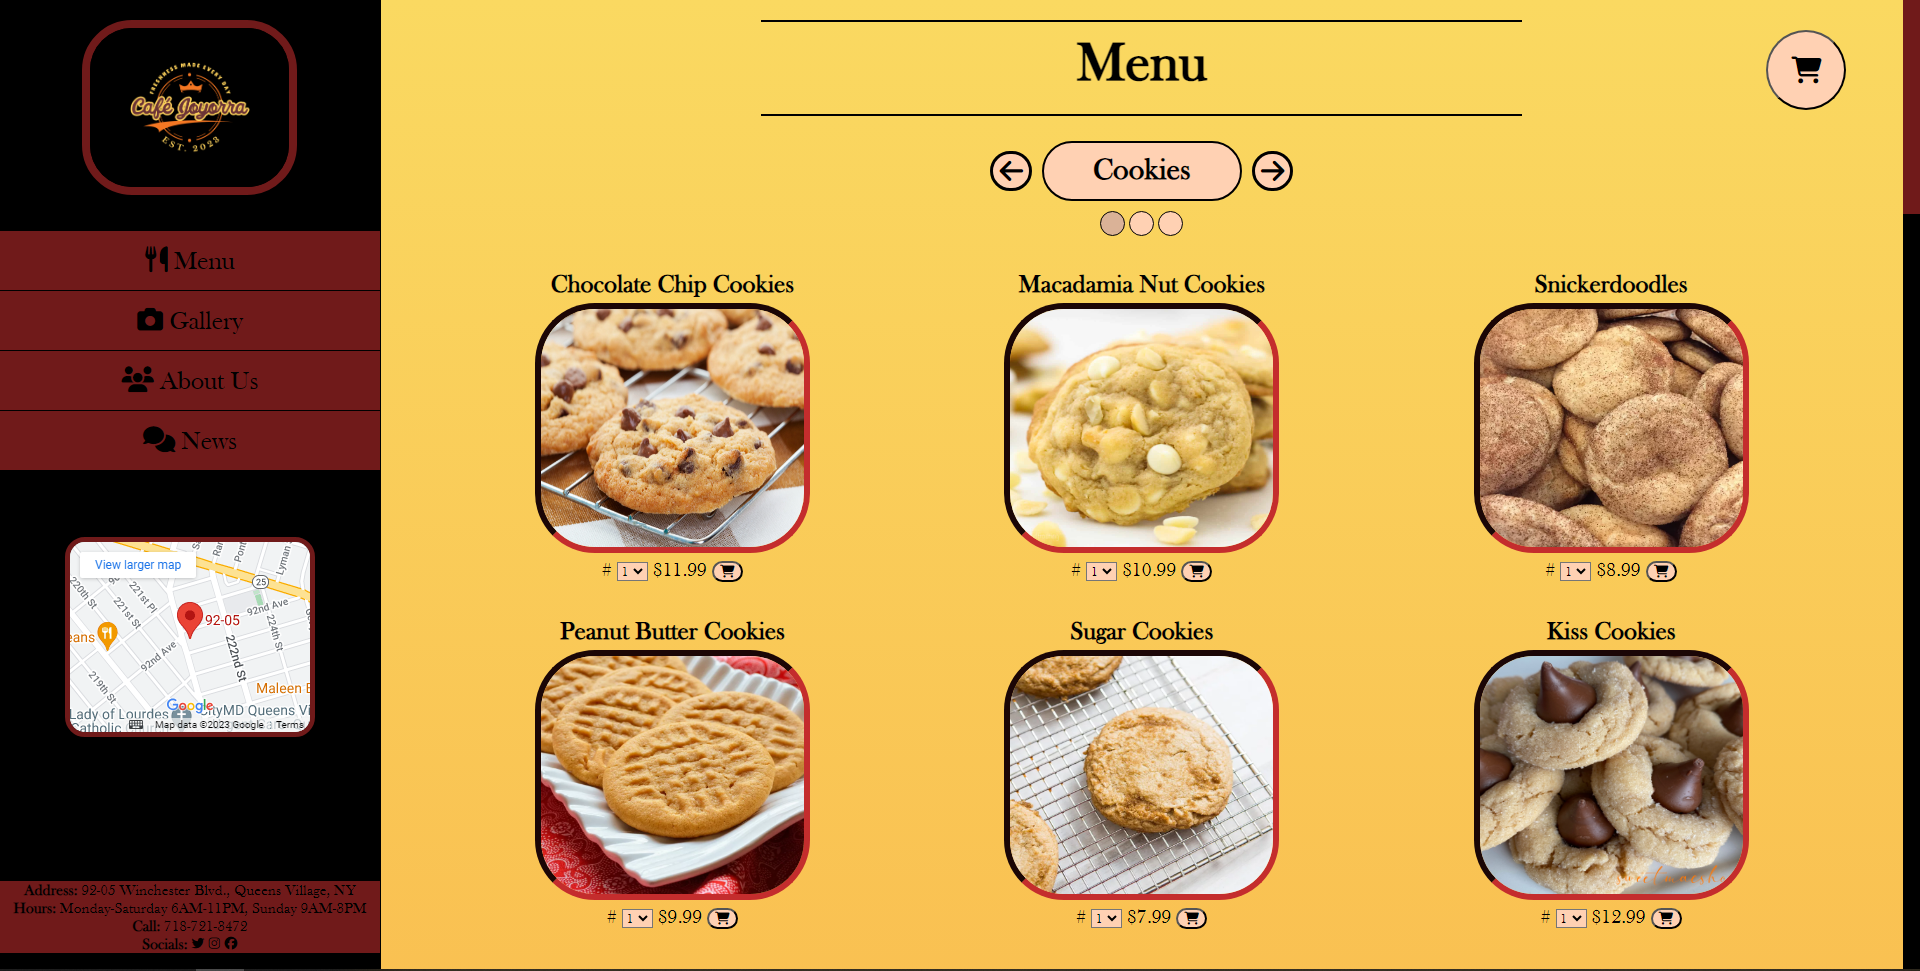 FRESHNESS MADE EVERY DAY
Café Joyorra
EST. 2023
Menu
Gallery
About Us
News
View larger map
Pont
Lyman
25
220th St
221st Pl
221st St
92nd Ave
92-05
224th St
222nd St
eans
92nd Ave
219th St
Maleen
Google
Lady of Lourdes
CityMD Queens Vi
Catholic
Map data ©2023 Google
Terms
Address: 92-05 Winchester Blvd., Queens Village, NY
Hours: Monday-Saturday 6AM-11PM, Sunday 9AM-8PM
Call: 718-721-8472
Socials:
Menu
Cookies
Chocolate Chip Cookies
Macadamia Nut Cookies
Snickerdoodles
# 1 $11.99
# 1 $10.99
# 1 $8.99
Peanut Butter Cookies
Sugar Cookies
Kiss Cookies
# 1 $9.99
# 1 $7.99
# 1 $12.99